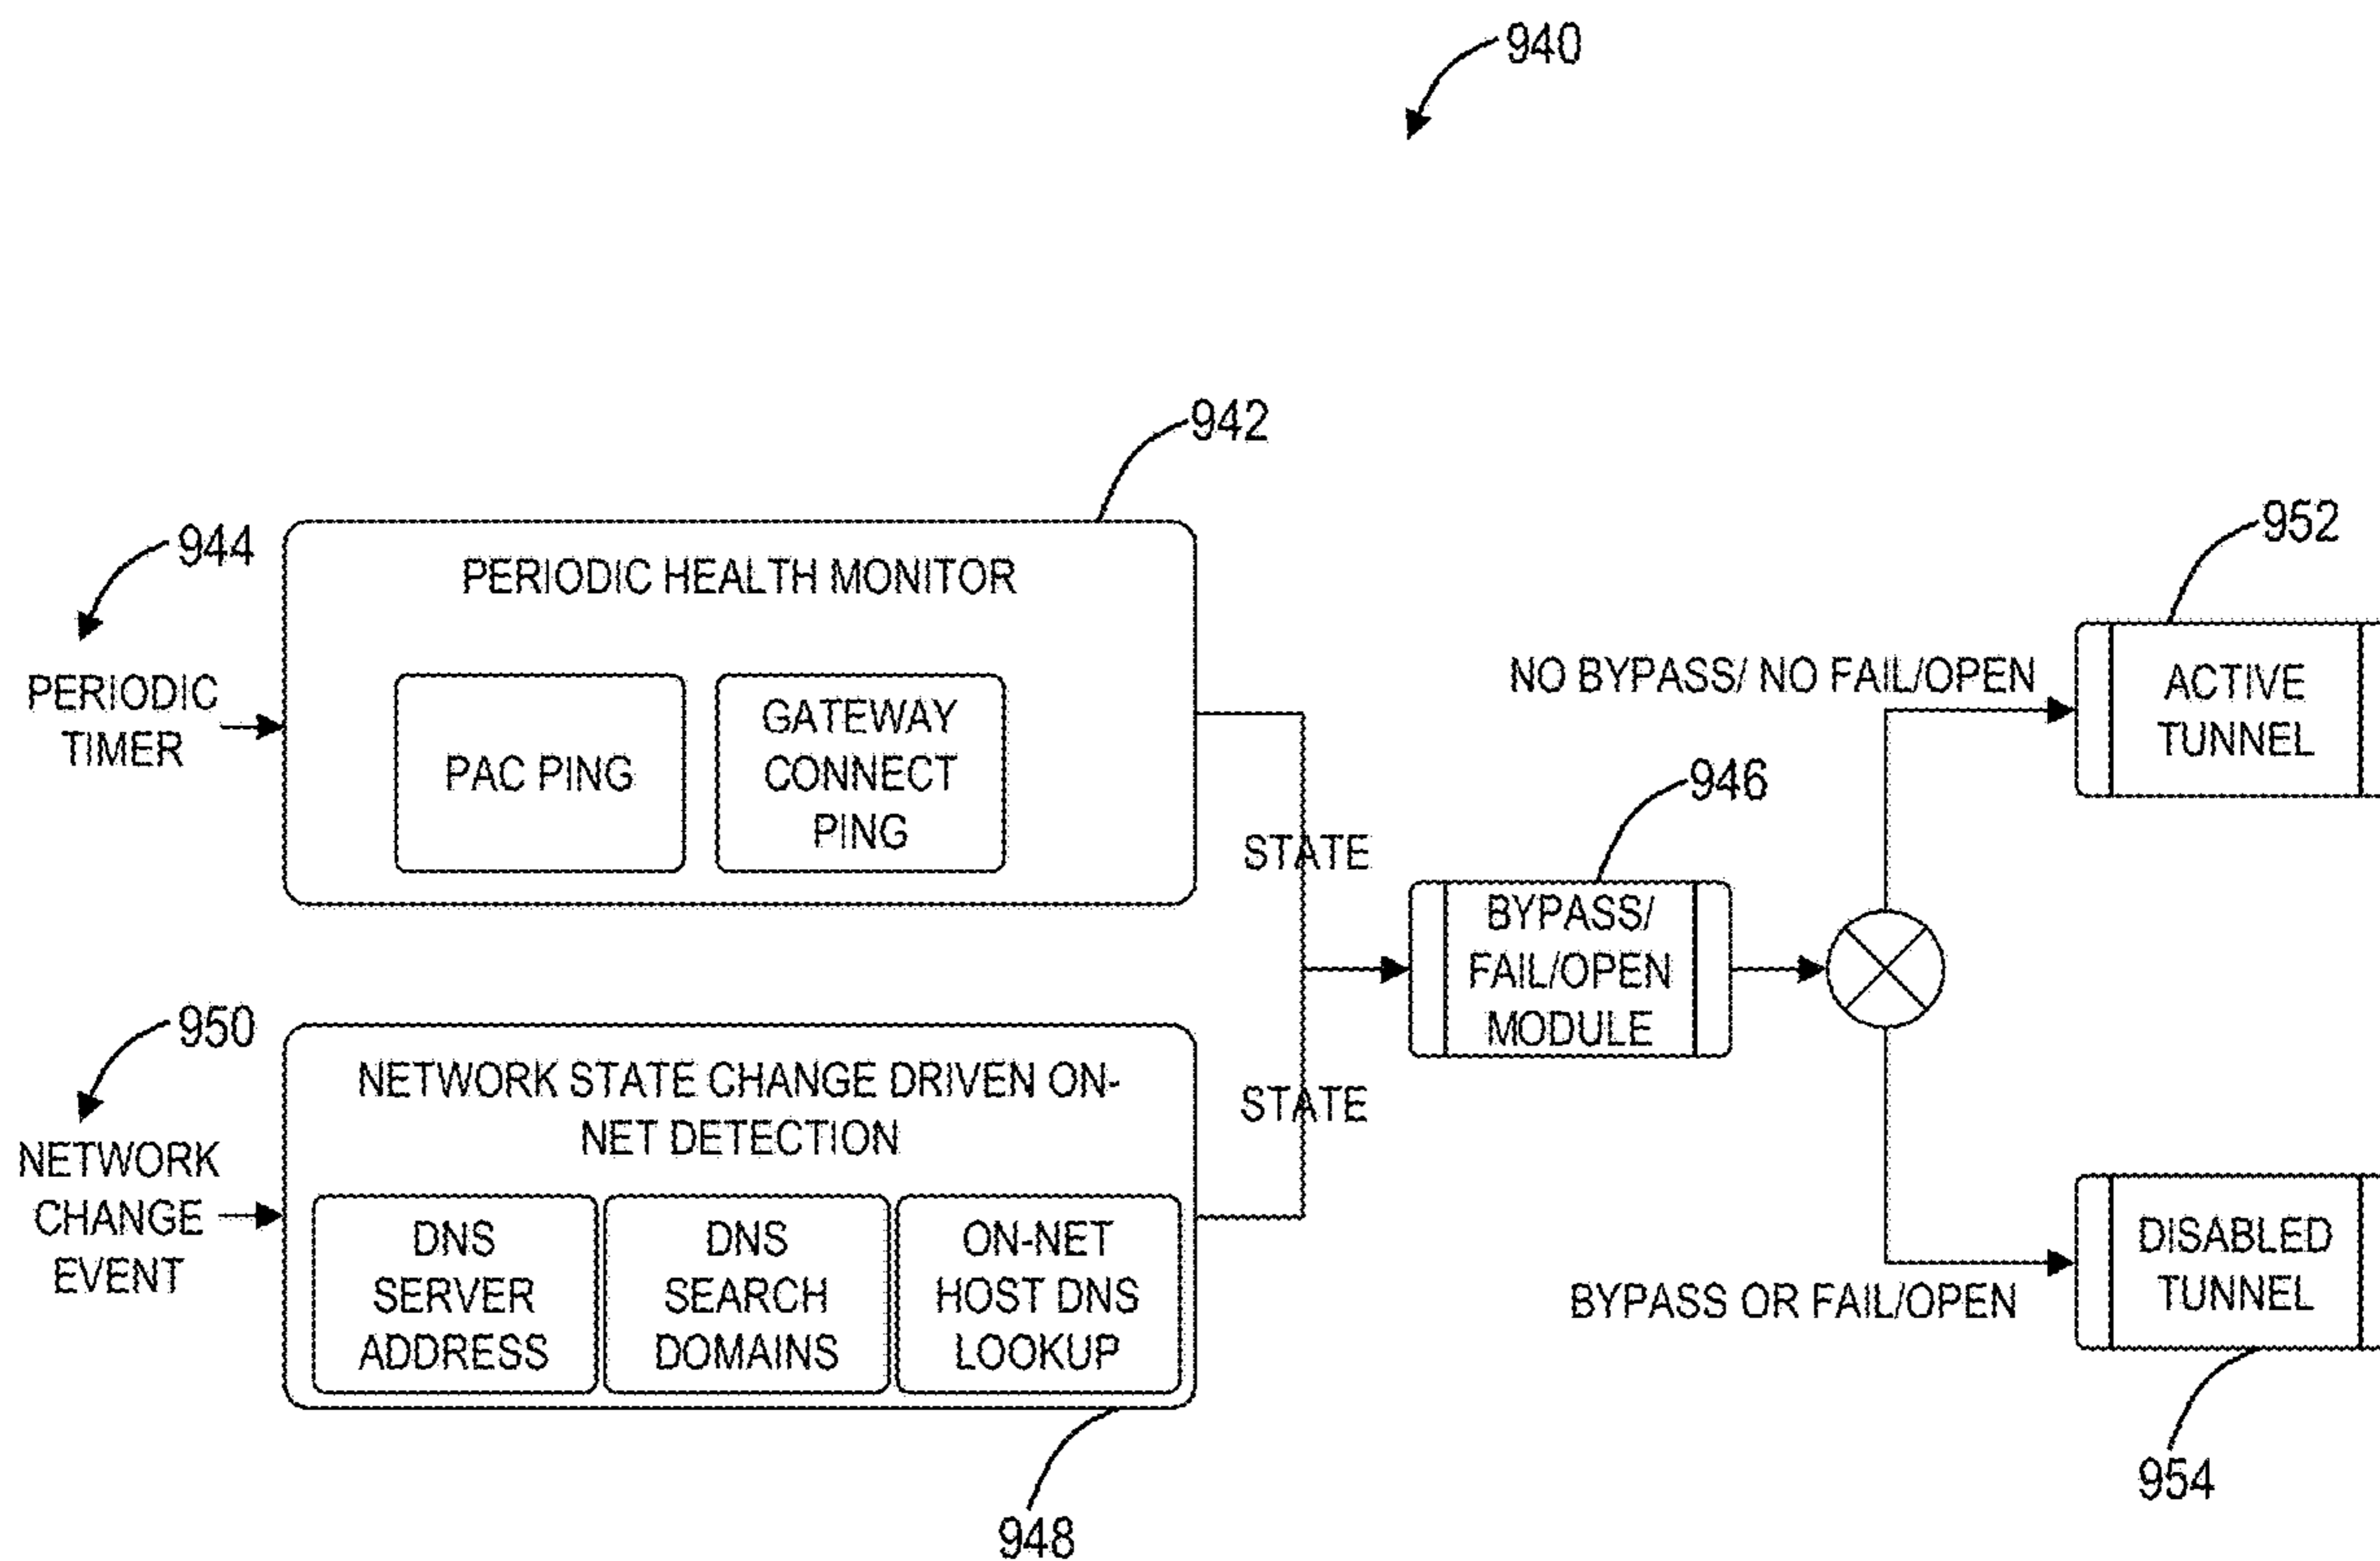 940
942
944
PERIODIC HEALTH MONITOR
952
PERIODIC
TIMER
PAC PING
GATEWAY
CONNECT
PING
NO BYPASS/ NO FAIL/OPEN
ACTIVE
TUNNEL
STATE
946
BYPASS/
FAIL/OPEN
MODULE
950
NETWORK STATE CHANGE DRIVEN ON-
NET DETECTION
STATE
NETWORK
CHANGE
EVENT
DNS
SERVER
ADDRESS
DNS
SEARCH
DOMAINS
ON-NET
HOST DNS
LOOKUP
BYPASS OR FAIL/OPEN
DISABLED
TUNNEL
954
948